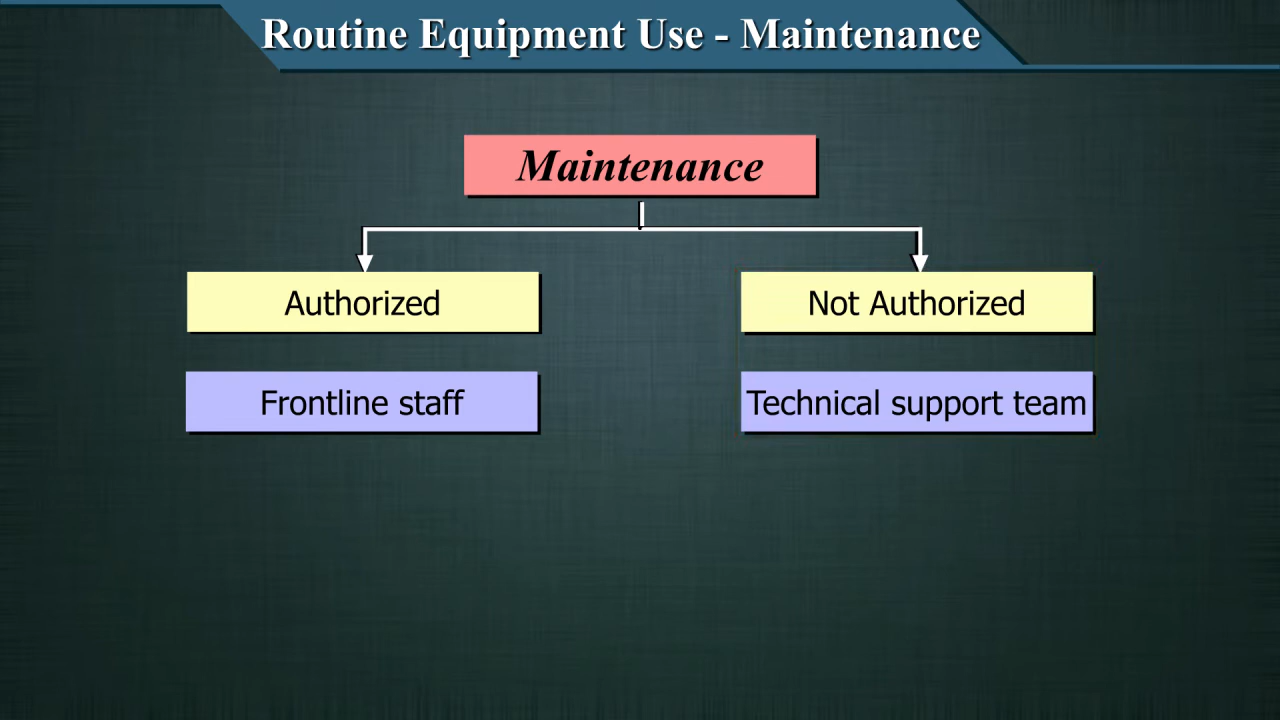 Routine Equipment Use - Maintenance
Maintenance
Authorized
Not Authorized
Frontline staff
Technical support team